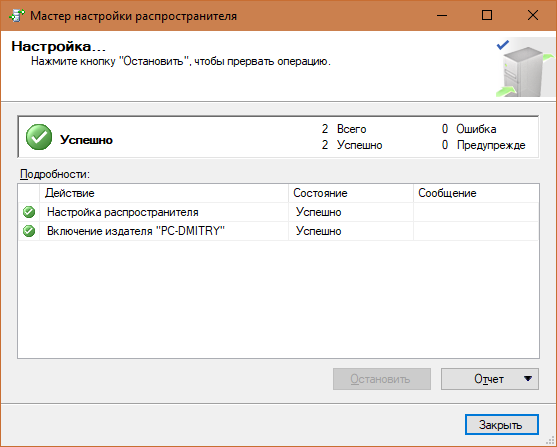 Мастер настройки распространителя
Настройка...
Нажмите кнопку "Остановить", чтобы прервать операцию.
Успешно
2 Всего 0 Ошибка
2 Успешно 0 Предупрежде
Подробности:
Действие Состояние Сообщение
Настройка распространителя Успешно
Включение издателя "PC-DMITRY" Успешно
Остановить Отчет
Закрыть